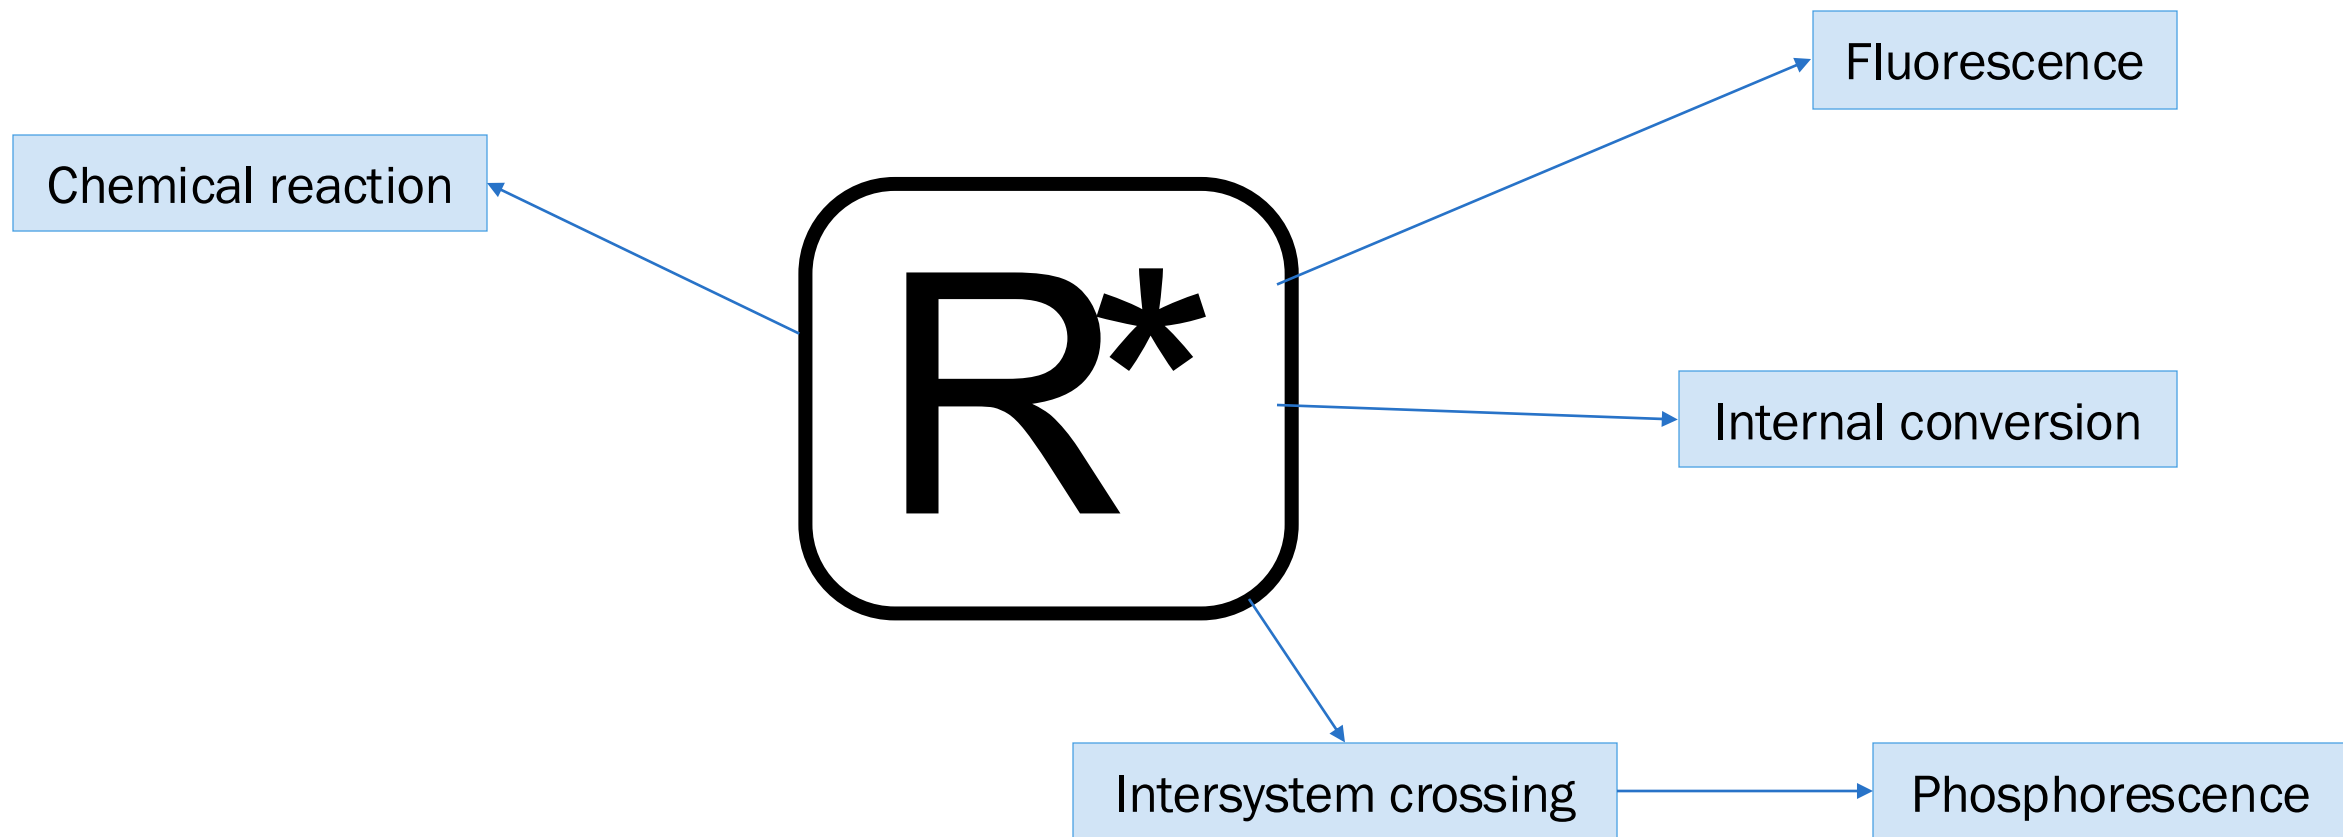 Fluorescence
Chemical reaction
R*
Internal conversion
Intersystem crossing
Phosphorescence